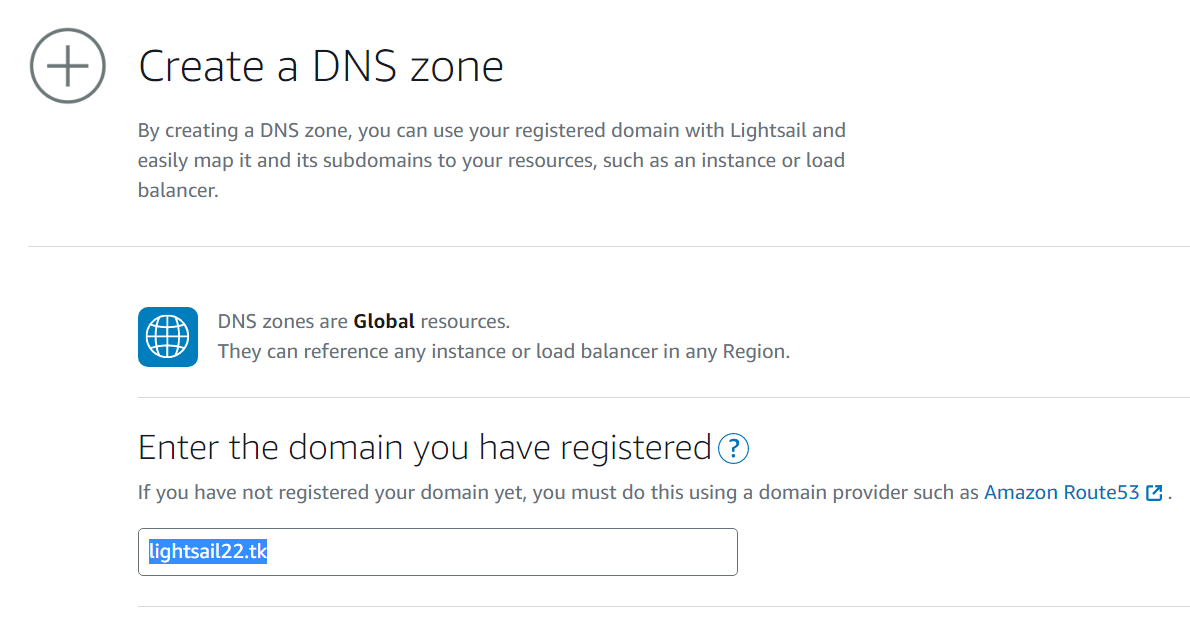 Create a DNS zone
By creating a DNS zone, you can use your registered domain with Lightsail and
easily map it and its subdomains to your resources, such as an instance or load
balancer.
DNS zones are Global resources.
They can reference any instance or load balancer in any Region.
Enter the domain you have registered ?
If you have not registered your domain yet, you must do this using a domain provider such as Amazon Route53 .
lightsail22.tk